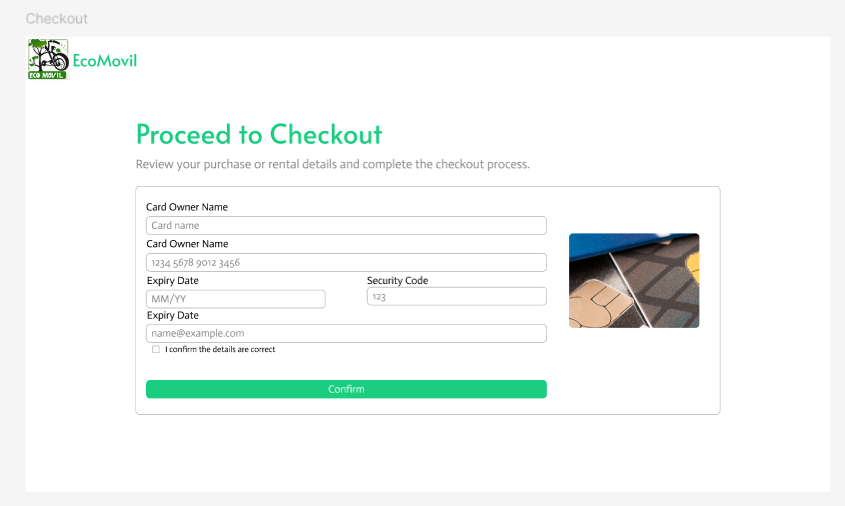 Checkout
ECO MOVIL
EcoMovil
Proceed to Checkout
Review your purchase or rental details and complete the checkout process.
Card Owner Name
Card name
Card Owner Name
1234 5678 9012 3456
Expiry Date
Security Code
MM/YY
123
Expiry Date
name@example.com
I confirm the details are correct
Confirm